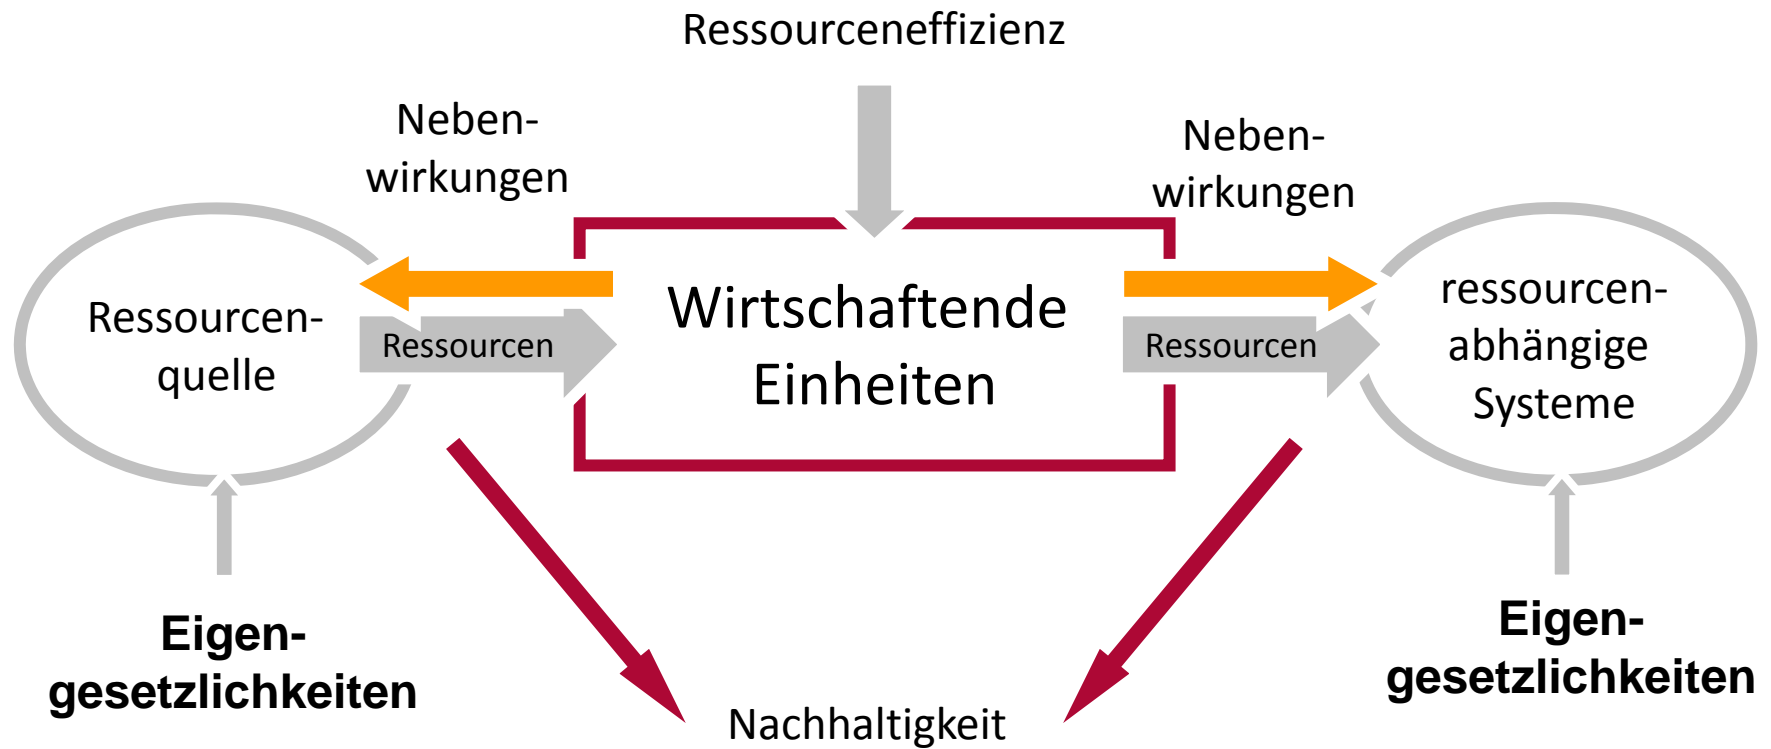 Ressourceneffizienz
Neben-
wirkungen
Neben-
wirkungen
Ressourcen-
quelle
Ressourcen
Wirtschaftende
Einheiten
Ressourcen
ressourcen-
abhängige
Systeme
Eigen-
gesetzlichkeiten
Eigen-
gesetzlichkeiten
Nachhaltigkeit